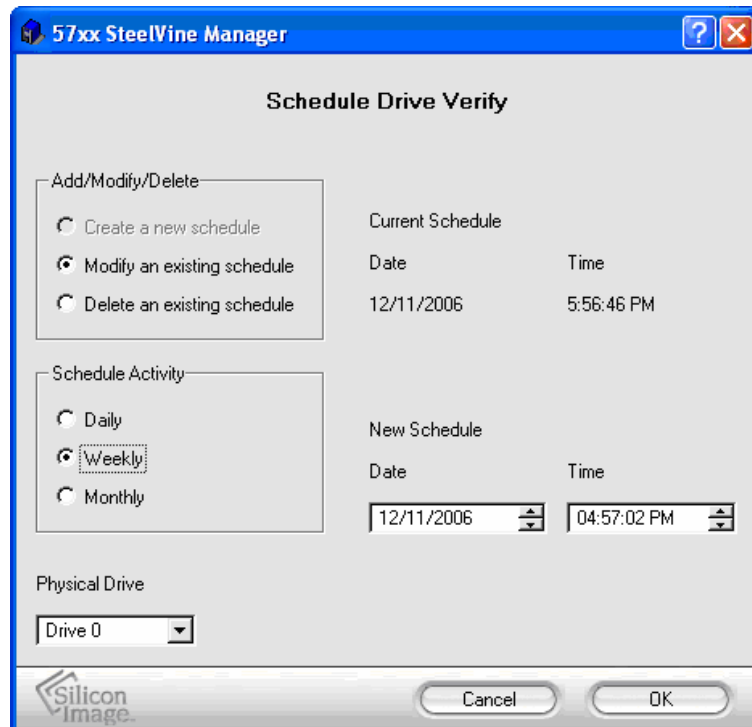 57xx SteelVine Manager
Schedule Drive Verify
Add/Modify/Delete
Create a new schedule
Modify an existing schedule
Delete an existing schedule
Current Schedule
Date Time
12/11/2006 5:56:46 PM
Schedule Activity
Daily
Weekly
Monthly
New Schedule
Date Time
12/11/2006 04:57:02 PM
Physical Drive
Drive 0
Silicon
Image
Cancel OK